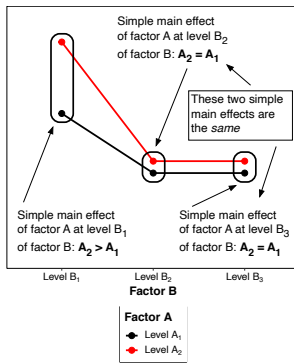 Simple main effect
of factor A at level B2
of factor B: A2 = A1
These two simple
main effects are
the same
Simple main effect
of factor A at level B1
of factor B: A2 > A1
Simple main effect
of factor A at level B3
of factor B: A2 = A1
Level B1 Level B2 Level B3
Factor B
Factor A
Level A1
Level A2